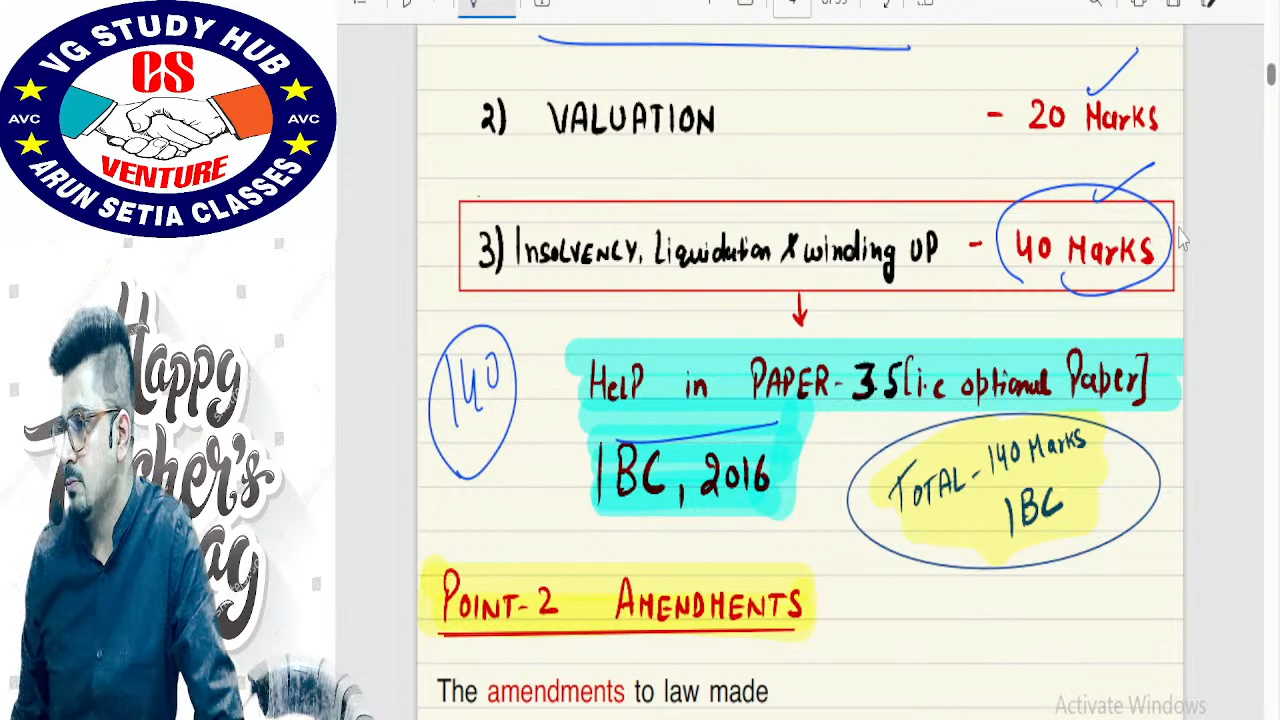 VG STUDY HUB
CS
AVC
AVC
VENTURE
ARUN SETIA CLASSES
Happy
2) VALUATION - 20 Marks
3) INSOLVENCY, Liquidation & winding UP - 40 Marks
140
HELP in PAPER - 3.5 [i.e optional Paper]
IBC, 2016
TOTAL - 140 Marks
IBC
POINT-2 AMENDMENTS
The amendments to law made
Activate Windows